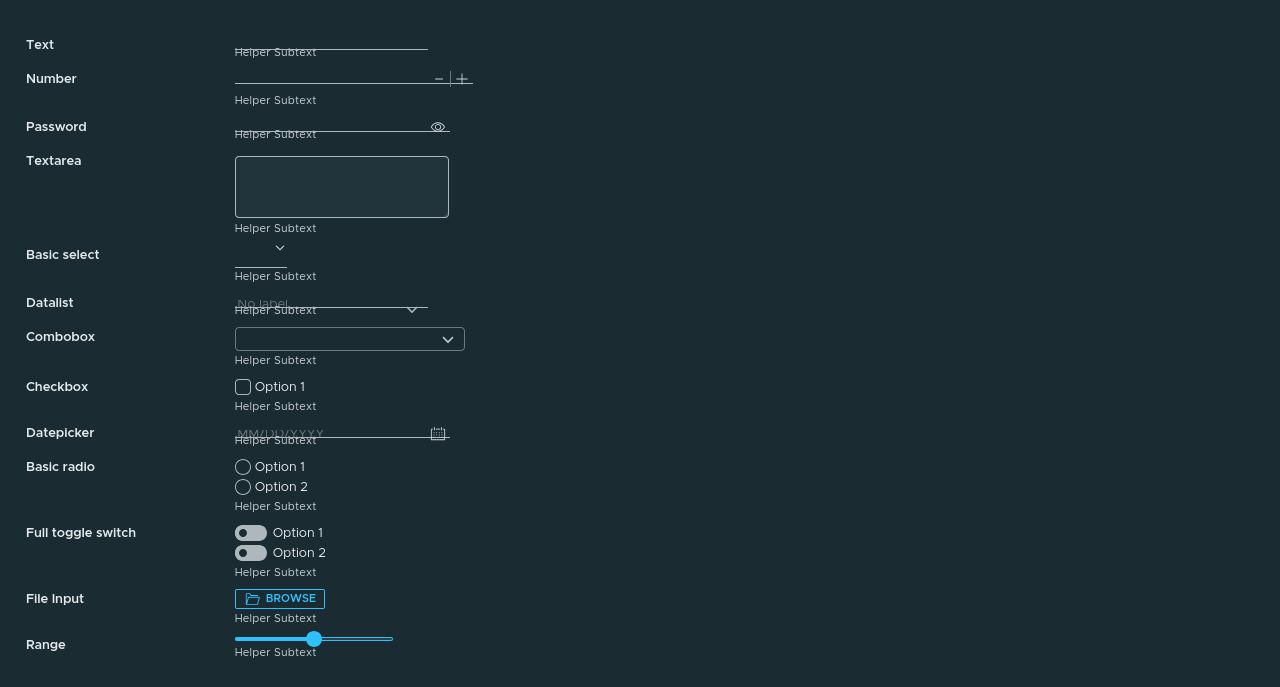 Text
Helper Subtext
Number
Helper Subtext
Password
Helper Subtext
Textarea
Helper Subtext
Basic select
Helper Subtext
Datalist No label
Helper Subtext
Combobox
Helper Subtext
Checkbox Option 1
Helper Subtext
Datepicker MM/DD/YYYY
Helper Subtext
Basic radio Option 1
Option 2
Helper Subtext
Full toggle switch Option 1
Option 2
Helper Subtext
File Input BROWSE
Helper Subtext
Range
Helper Subtext